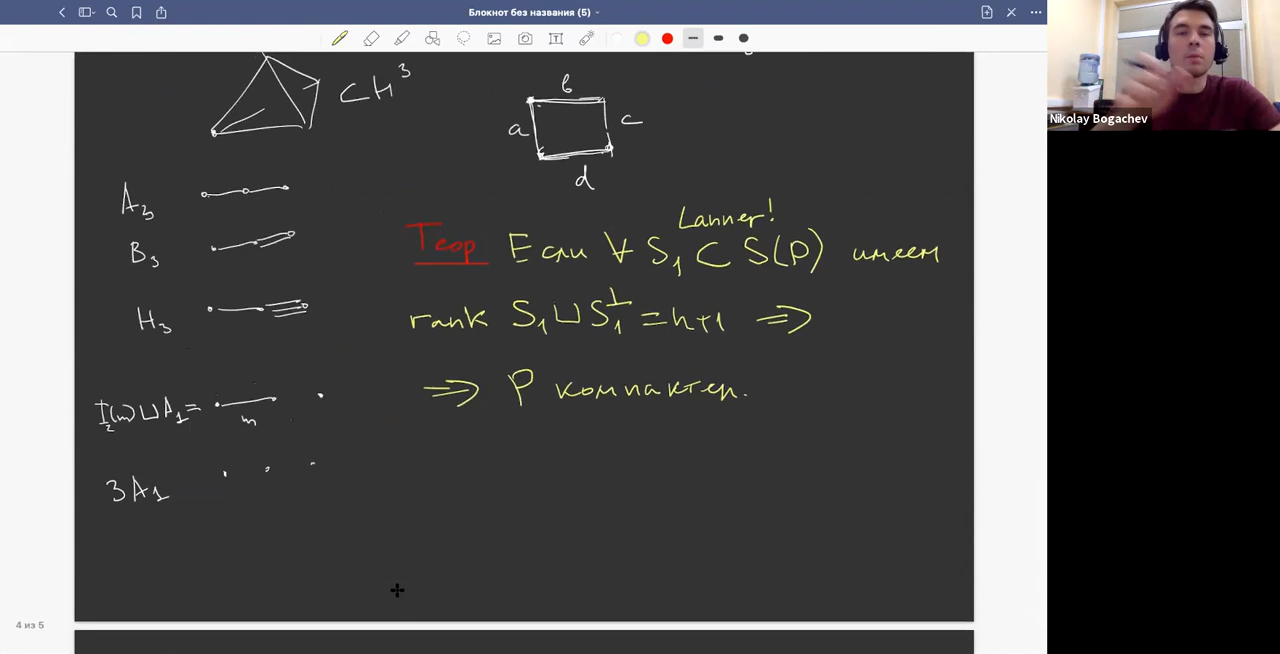 Блокнот без названия (5)
Nikolay Bogachev
⊂ H³
b
a
c
d
A₃
B₃
H₃
I₂(m) ⊔ A₁ =
m
3A₁
Lanner!
Теор Если ∀ S₁ ⊂ S(P) имеем
rank S₁ ⊔ S₁^⊥ = n+1 ⇒
⇒ P компактен.
4 из 5